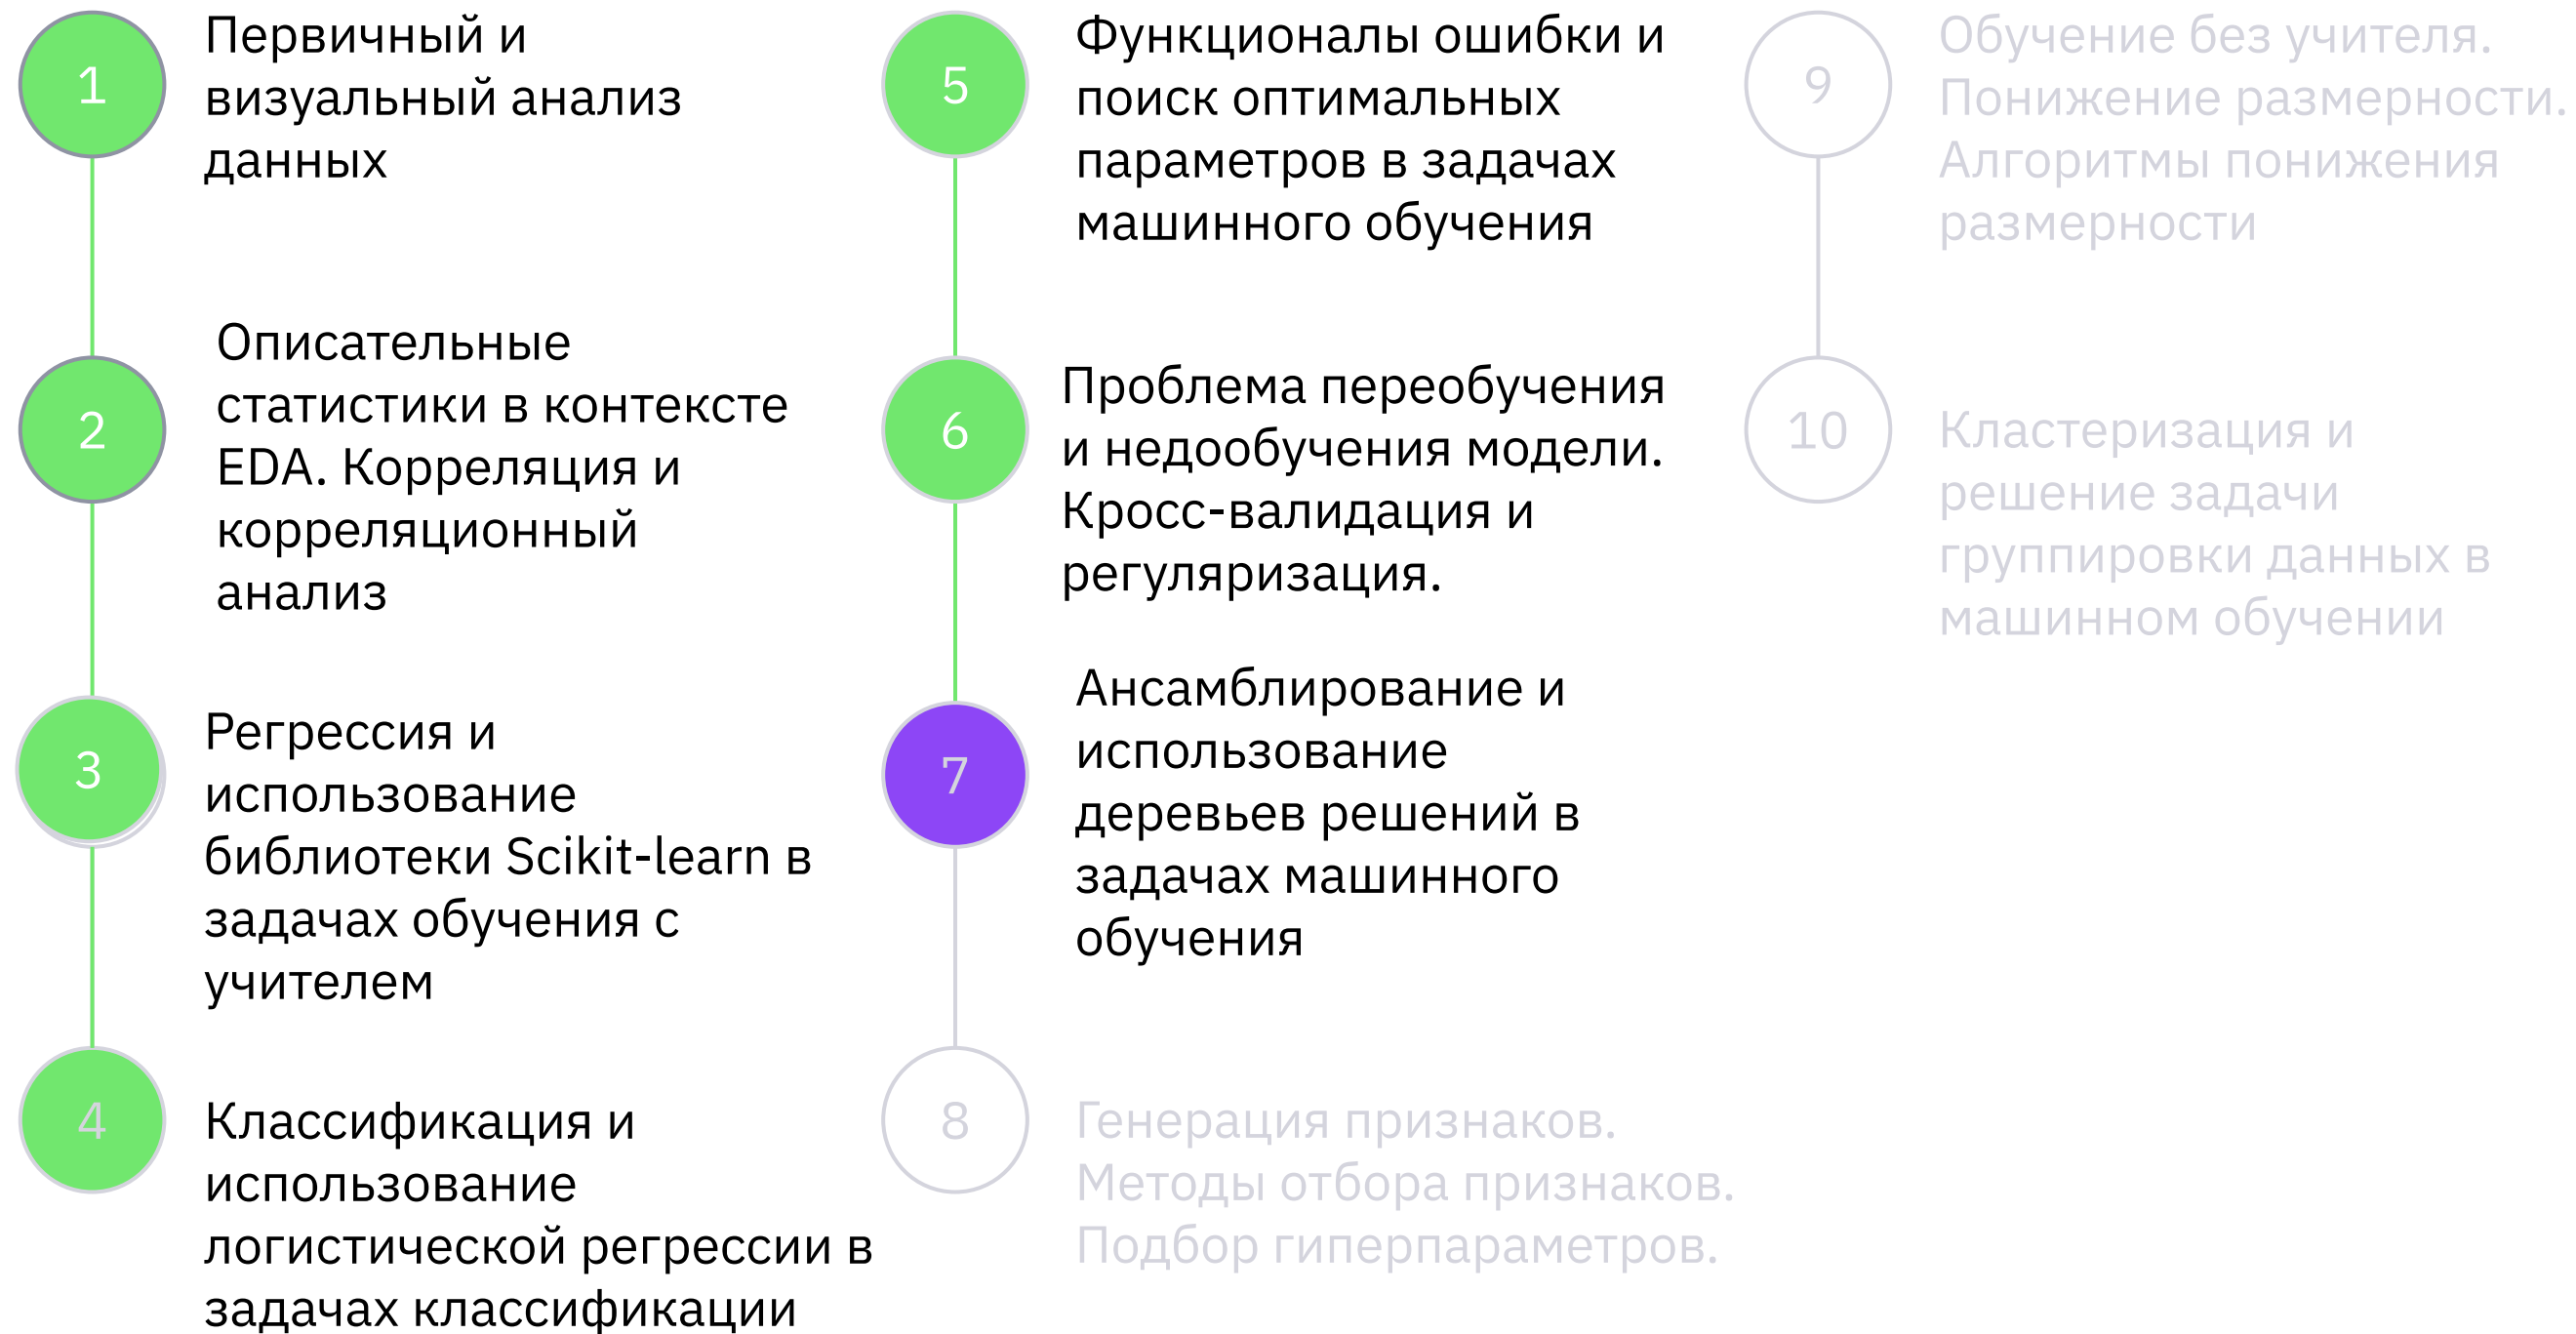 1
Первичный и
визуальный анализ
данных
2
Описательные
статистики в контексте
EDA. Корреляция и
корреляционный
анализ
3
Регрессия и
использование
библиотеки Scikit-learn в
задачах обучения с
учителем
4
Классификация и
использование
логистической регрессии в
задачах классификации
5
Функционалы ошибки и
поиск оптимальных
параметров в задачах
машинного обучения
6
Проблема переобучения
и недообучения модели.
Кросс-валидация и
регуляризация.
7
Ансамблирование и
использование
деревьев решений в
задачах машинного
обучения
8
Генерация признаков.
Методы отбора признаков.
Подбор гиперпараметров.
9
Обучение без учителя.
Понижение размерности.
Алгоритмы понижения
размерности
10
Кластеризация и
решение задачи
группировки данных в
машинном обучении